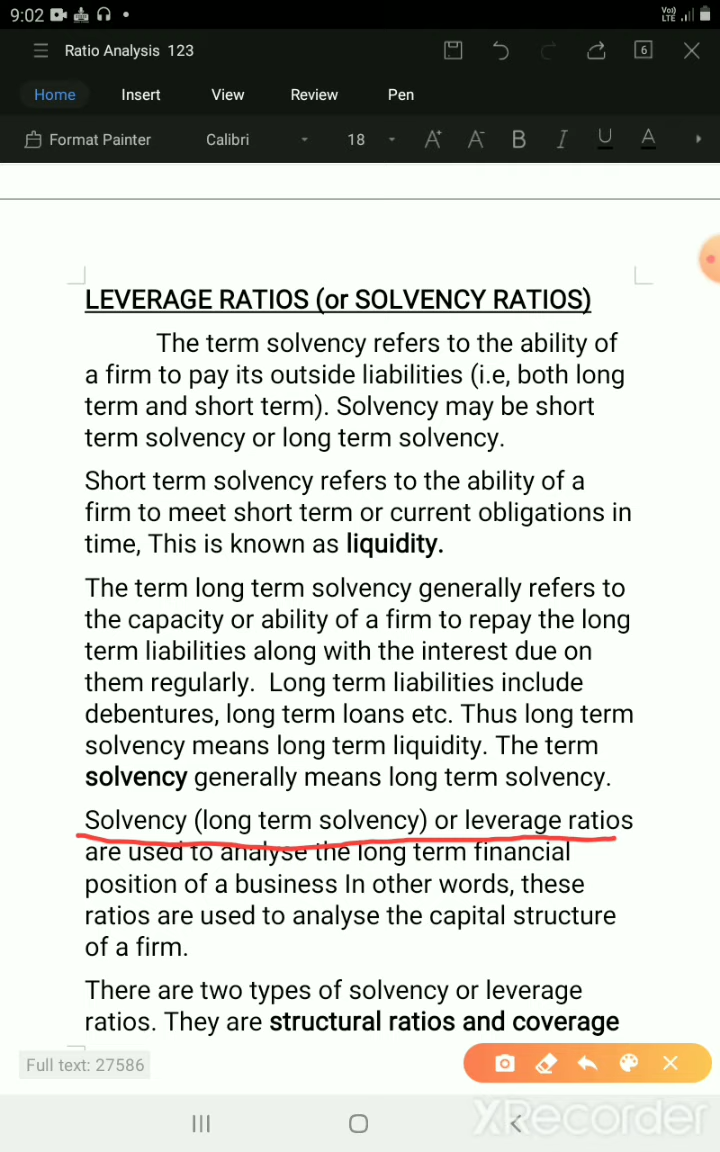 9:02
Vo) LTE
Ratio Analysis 123
6
Home Insert View Review Pen
Format Painter Calibri 18 A+ A- B I U A
LEVERAGE RATIOS (or SOLVENCY RATIOS)
The term solvency refers to the ability of
a firm to pay its outside liabilities (i.e, both long
term and short term). Solvency may be short
term solvency or long term solvency.
Short term solvency refers to the ability of a
firm to meet short term or current obligations in
time, This is known as liquidity.
The term long term solvency generally refers to
the capacity or ability of a firm to repay the long
term liabilities along with the interest due on
them regularly. Long term liabilities include
debentures, long term loans etc. Thus long term
solvency means long term liquidity. The term
solvency generally means long term solvency.
Solvency (long term solvency) or leverage ratios
are used to analyse the long term financial
position of a business In other words, these
ratios are used to analyse the capital structure
of a firm.
There are two types of solvency or leverage
ratios. They are structural ratios and coverage
Full text: 27586
XRecorder